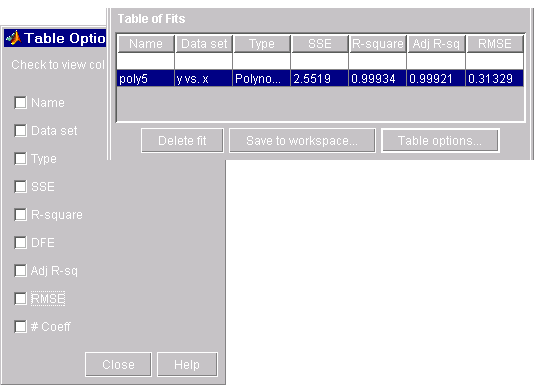 Table of Fits
Name Data set Type SSE R-square Adj R-sq RMSE
poly5 y vs. x Polyno... 2.5519 0.99934 0.99921 0.31329
Delete fit Save to workspace... Table options...
Table Optio
Check to view col
Name
Data set
Type
SSE
R-square
DFE
Adj R-sq
RMSE
# Coeff
Close Help